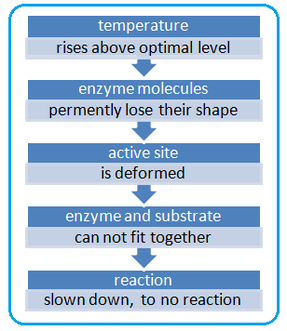 temperature
rises above optimal level
enzyme molecules
permently lose their shape
active site
is deformed
enzyme and substrate
can not fit together
reaction
slown down, to no reaction